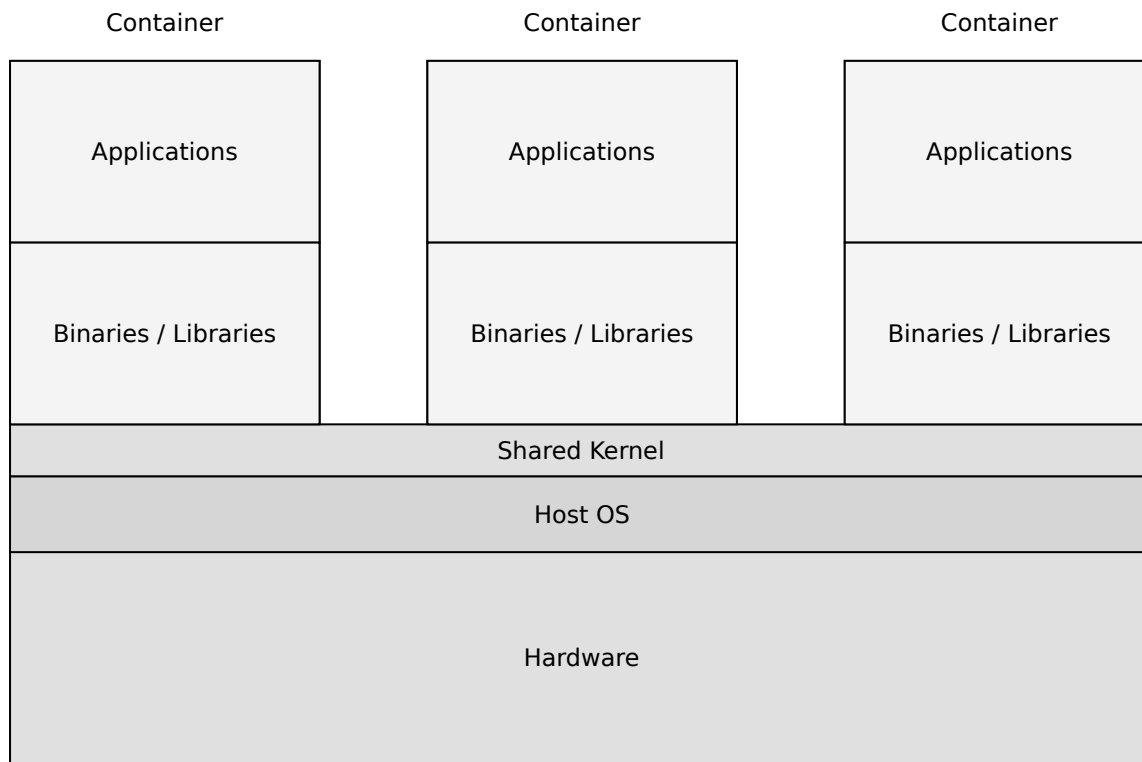 Container
Container
Container
Applications
Applications
Applications
Binaries / Libraries
Binaries / Libraries
Binaries / Libraries
Shared Kernel
Host OS
Hardware